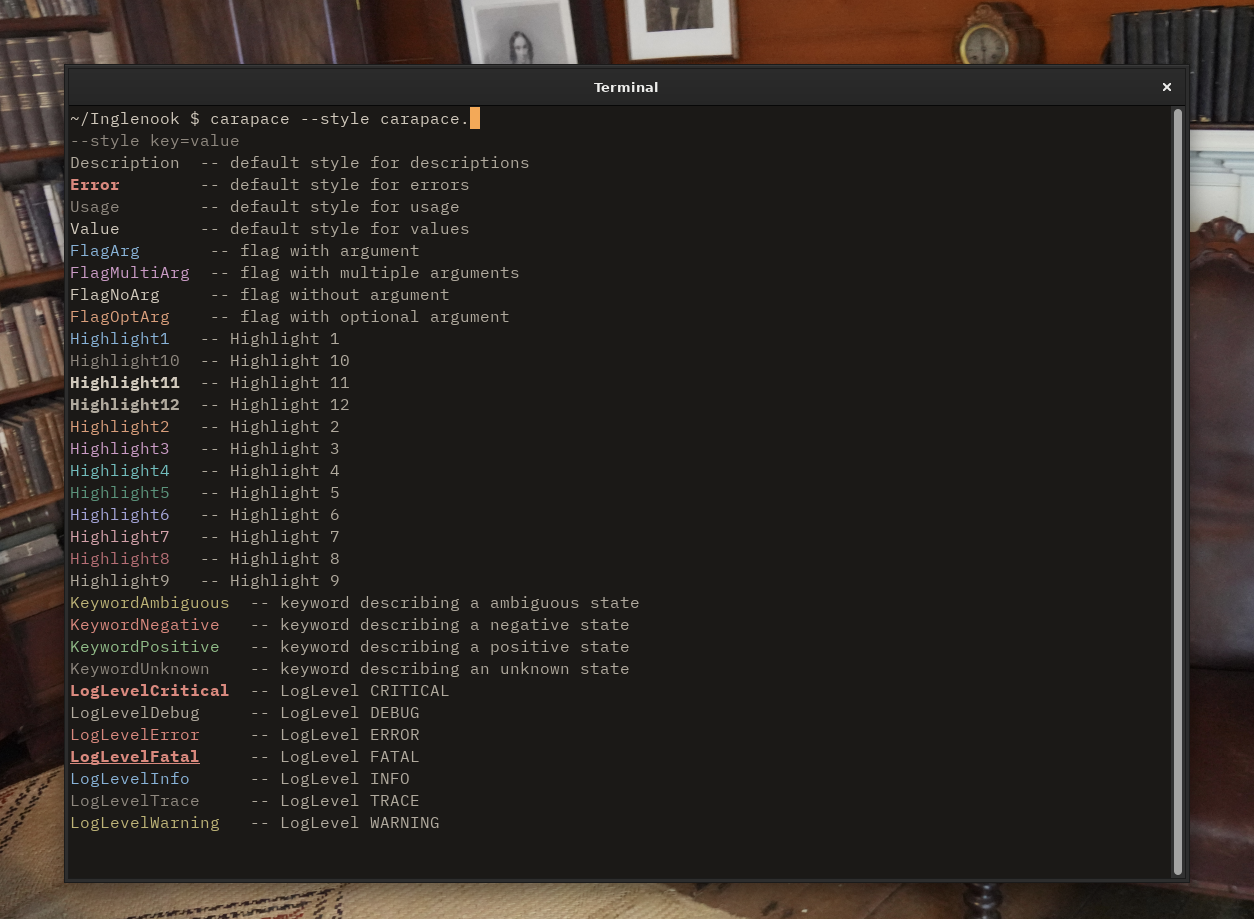 Terminal
~/Inglenook $ carapace --style carapace.
--style key=value
Description  -- default style for descriptions
Error        -- default style for errors
Usage        -- default style for usage
Value        -- default style for values
FlagArg       -- flag with argument
FlagMultiArg  -- flag with multiple arguments
FlagNoArg     -- flag without argument
FlagOptArg    -- flag with optional argument
Highlight1   -- Highlight 1
Highlight10  -- Highlight 10
Highlight11  -- Highlight 11
Highlight12  -- Highlight 12
Highlight2   -- Highlight 2
Highlight3   -- Highlight 3
Highlight4   -- Highlight 4
Highlight5   -- Highlight 5
Highlight6   -- Highlight 6
Highlight7   -- Highlight 7
Highlight8   -- Highlight 8
Highlight9   -- Highlight 9
KeywordAmbiguous  -- keyword describing a ambiguous state
KeywordNegative   -- keyword describing a negative state
KeywordPositive   -- keyword describing a positive state
KeywordUnknown    -- keyword describing an unknown state
LogLevelCritical  -- LogLevel CRITICAL
LogLevelDebug     -- LogLevel DEBUG
LogLevelError     -- LogLevel ERROR
LogLevelFatal     -- LogLevel FATAL
LogLevelInfo      -- LogLevel INFO
LogLevelTrace     -- LogLevel TRACE
LogLevelWarning   -- LogLevel WARNING